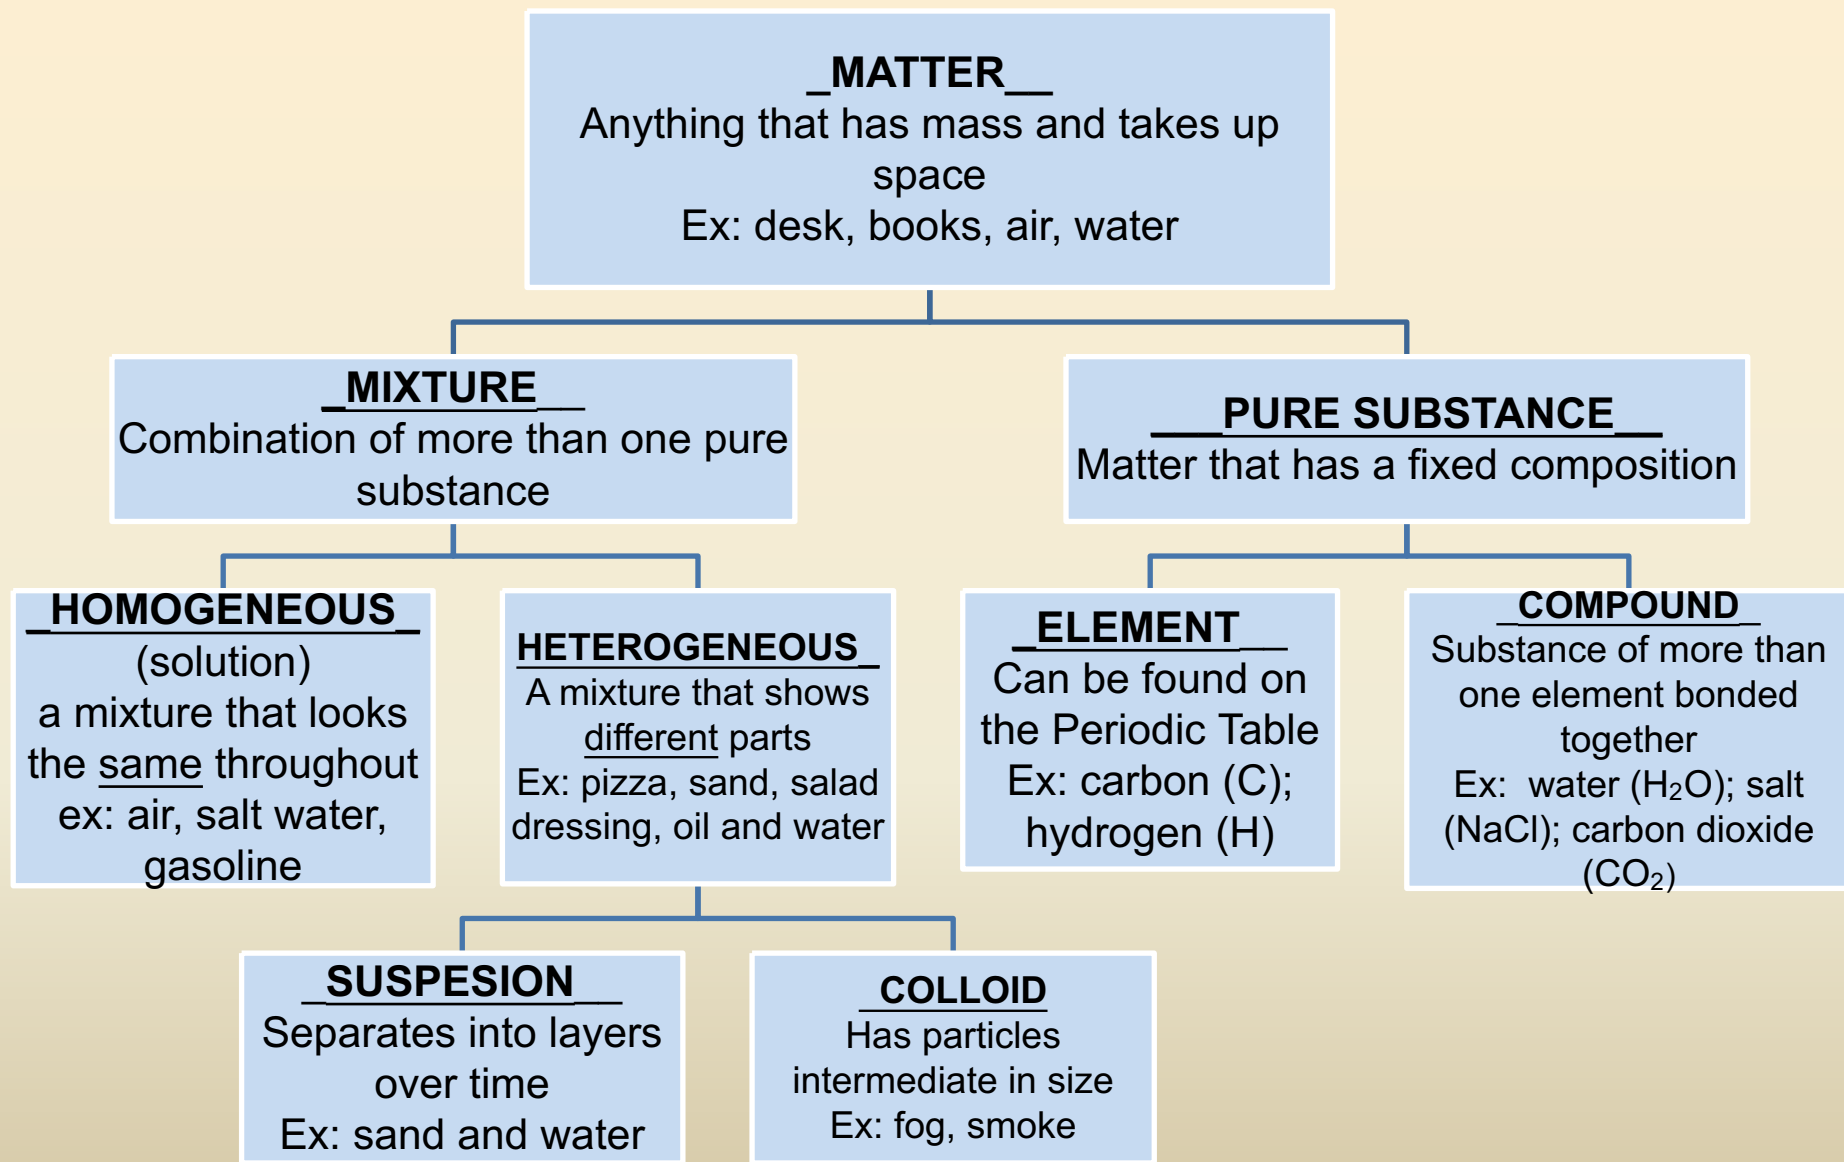 _MATTER__
Anything that has mass and takes up
space
Ex: desk, books, air, water
_MIXTURE__
Combination of more than one pure
substance
___PURE SUBSTANCE__
Matter that has a fixed composition
_HOMOGENEOUS_
(solution)
a mixture that looks
the same throughout
ex: air, salt water,
gasoline
HETEROGENEOUS_
A mixture that shows
different parts
Ex: pizza, sand, salad
dressing, oil and water
_ELEMENT__
Can be found on
the Periodic Table
Ex: carbon (C);
hydrogen (H)
_COMPOUND_
Substance of more than
one element bonded
together
Ex:  water (H₂O); salt
(NaCl); carbon dioxide
(CO₂)
_SUSPESION__
Separates into layers
over time
Ex: sand and water
_COLLOID
Has particles
intermediate in size
Ex: fog, smoke